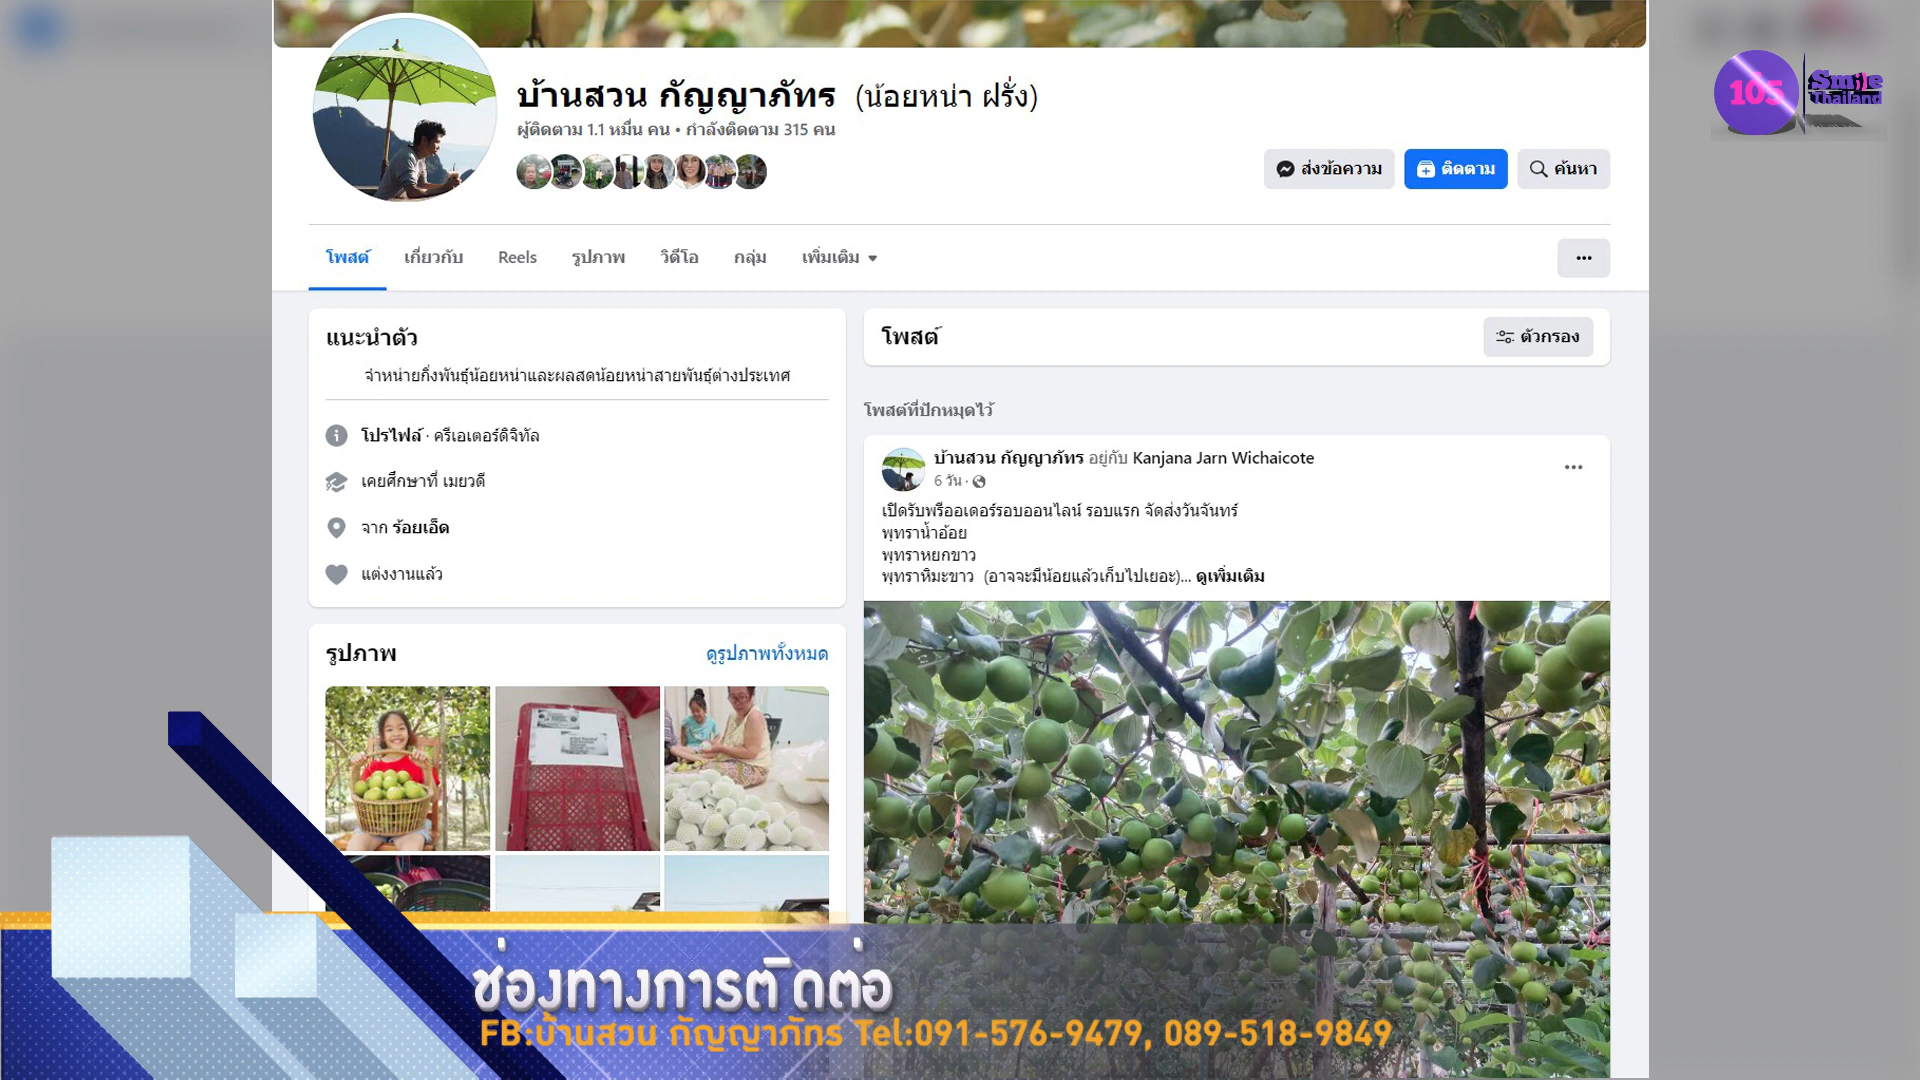 บ้านสวน กัญญาภัทร (น้อยหน่า ฝรั่ง)
ผู้ติดตาม 1.1 หมื่น คน • กำลังติดตาม 315 คน
105 Smile Thailand
ส่งข้อความ
ติดตาม
ค้นหา
โพสต์ เกี่ยวกับ Reels รูปภาพ วิดีโอ กลุ่ม เพิ่มเติม
แนะนำตัว
จำหน่ายกิ่งพันธุ์น้อยหน่าและผลสดน้อยหน่าสายพันธุ์ต่างประเทศ
โปรไฟล์ · ครีเอเตอร์ดิจิทัล
เคยศึกษาที่ เมยวดี
จาก ร้อยเอ็ด
แต่งงานแล้ว
รูปภาพ
ดูรูปภาพทั้งหมด
โพสต์
ตัวกรอง
โพสต์ที่ปักหมุดไว้
บ้านสวน กัญญาภัทร อยู่กับ Kanjana Jarn Wichaicote
6 วัน ·
เปิดรับพรีออเดอร์รอบออนไลน์ รอบแรก จัดส่งวันจันทร์
พุทราน้ำอ้อย
พุทราหยกขาว
พุทราหิมะขาว (อาจจะมีน้อยแล้วเก็บไปเยอะ)... ดูเพิ่มเติม
ช่องทางการติดต่อ
FB:บ้านสวน กัญญาภัทร Tel:091-576-9479, 089-518-9849